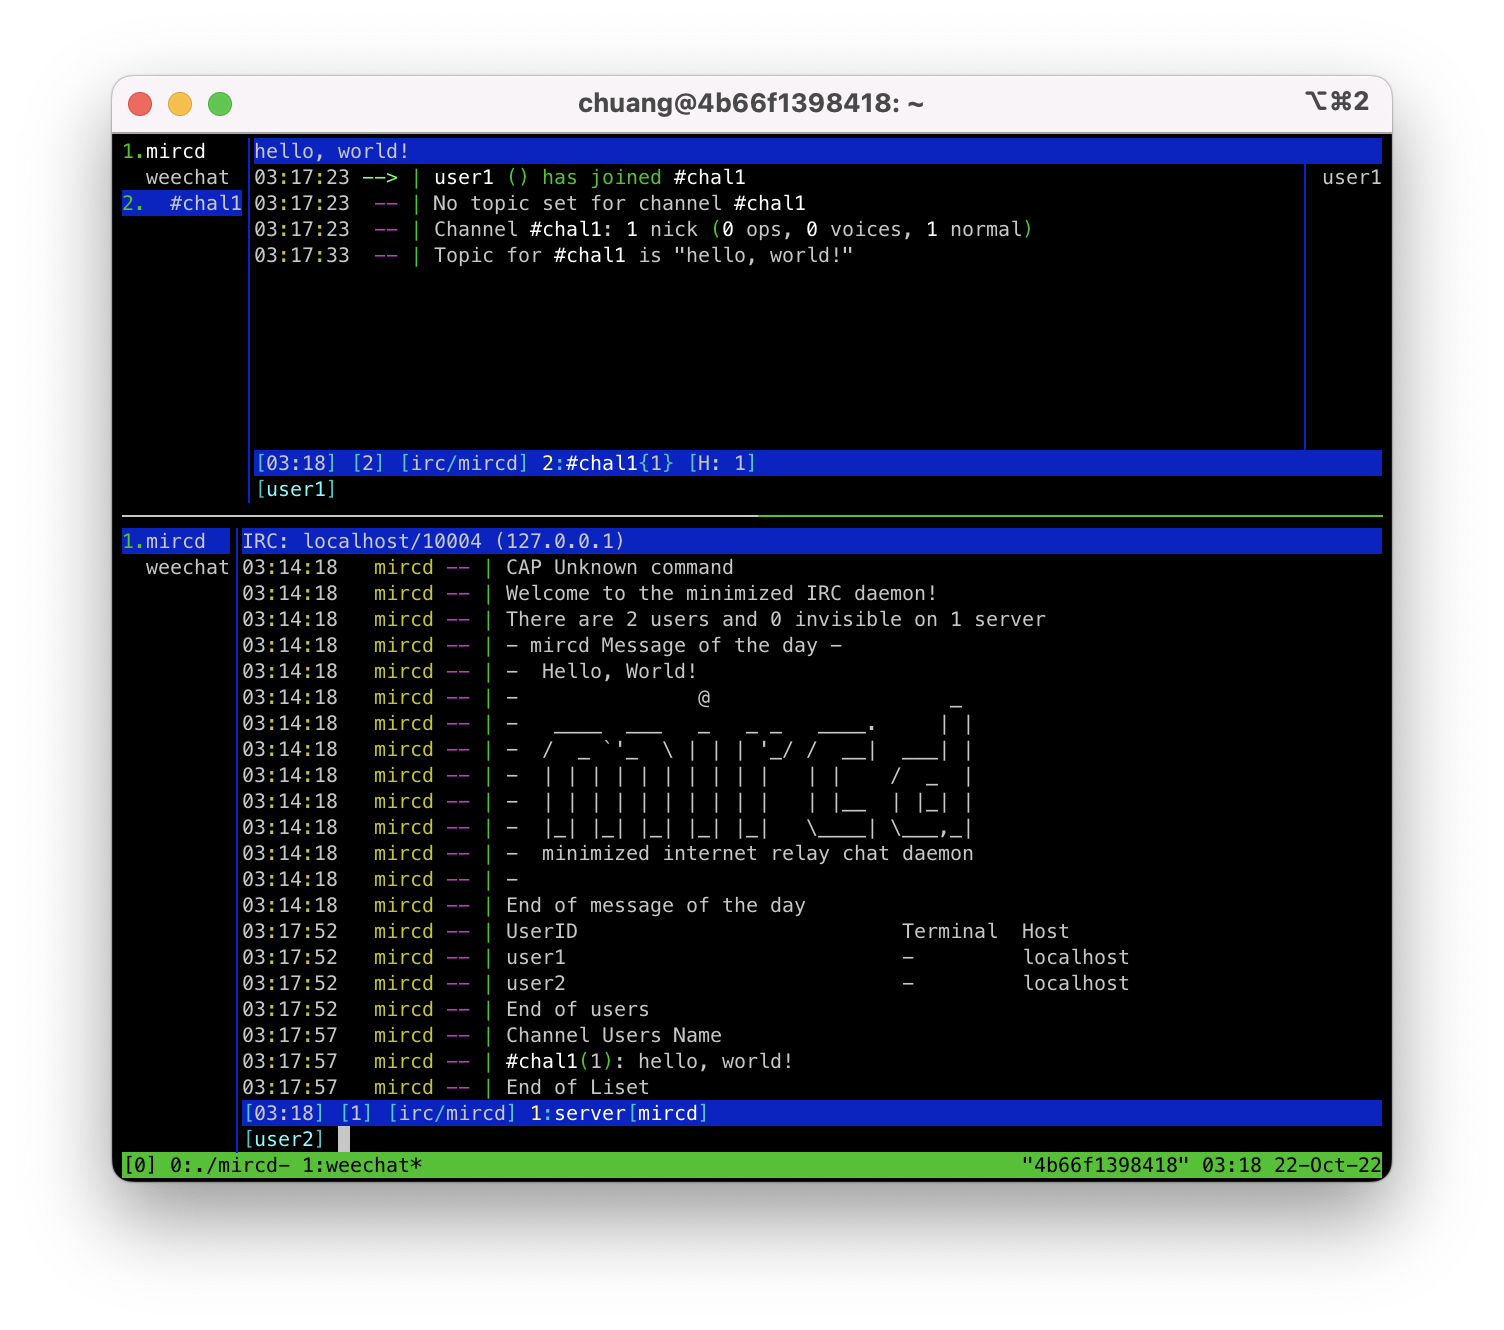 chuang@4b66f1398418: ~ ⌥⌘2
1.mircd hello, world!
weechat 03:17:23 --> | user1 () has joined #chal1 user1
2. #chal1 03:17:23 -- | No topic set for channel #chal1
03:17:23 -- | Channel #chal1: 1 nick (0 ops, 0 voices, 1 normal)
03:17:33 -- | Topic for #chal1 is "hello, world!"
[03:18] [2] [irc/mircd] 2:#chal1{1} [H: 1]
[user1]
1.mircd IRC: localhost/10004 (127.0.0.1)
weechat 03:14:18 mircd -- | CAP Unknown command
03:14:18 mircd -- | Welcome to the minimized IRC daemon!
03:14:18 mircd -- | There are 2 users and 0 invisible on 1 server
03:14:18 mircd -- | - mircd Message of the day -
03:14:18 mircd -- | -  Hello, World!
03:14:18 mircd -- | -               @                    _
03:14:18 mircd -- | -   ____  ___   _   _ _   ____.     | |
03:14:18 mircd -- | -  /  _ `'_  \ | | | '_/ /  __|  ___| |
03:14:18 mircd -- | -  | | | | | | | | | |   | |    /  _  |
03:14:18 mircd -- | -  | | | | | | | | | |   | |__  | |_| |
03:14:18 mircd -- | -  |_| |_| |_| |_| |_|   \____| \___,_|
03:14:18 mircd -- | -  minimized internet relay chat daemon
03:14:18 mircd -- | -
03:14:18 mircd -- | End of message of the day
03:17:52 mircd -- | UserID                           Terminal  Host
03:17:52 mircd -- | user1                            -         localhost
03:17:52 mircd -- | user2                            -         localhost
03:17:52 mircd -- | End of users
03:17:57 mircd -- | Channel Users Name
03:17:57 mircd -- | #chal1(1): hello, world!
03:17:57 mircd -- | End of Liset
[03:18] [1] [irc/mircd] 1:server[mircd]
[user2]
[0] 0:./mircd- 1:weechat* "4b66f1398418" 03:18 22-Oct-22